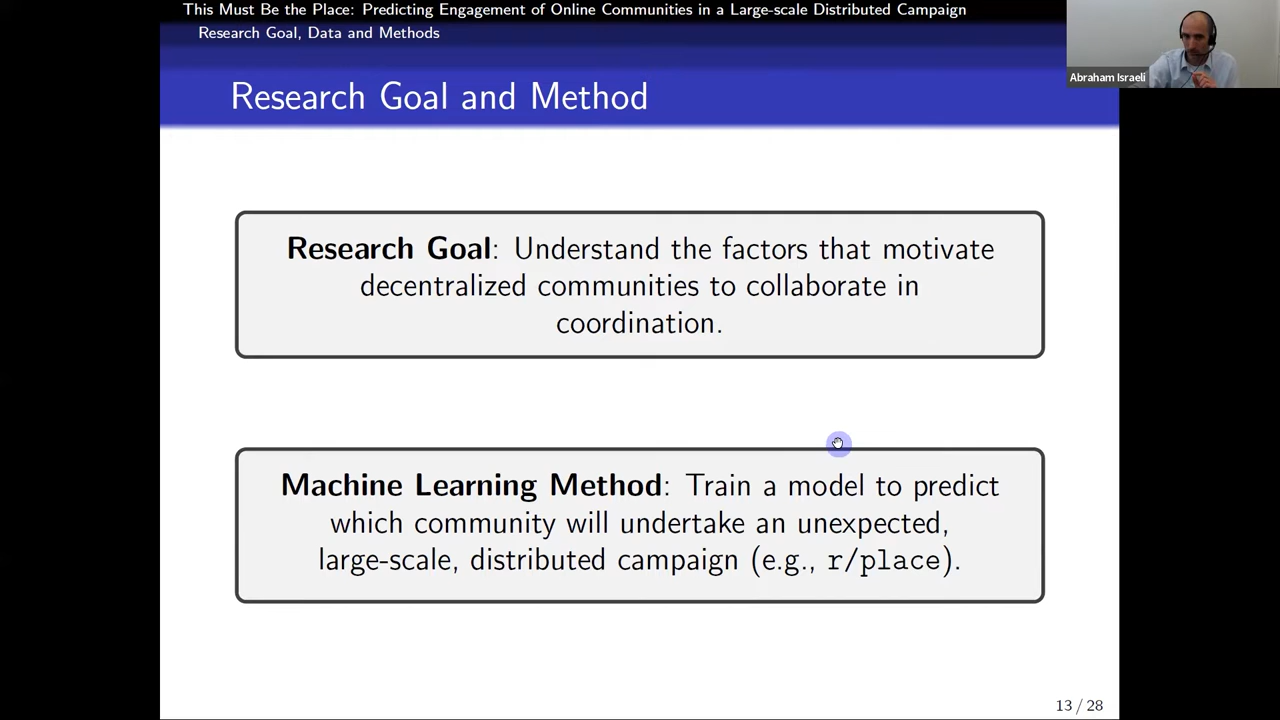 This Must Be the Place: Predicting Engagement of Online Communities in a Large-scale Distributed Campaign
Research Goal, Data and Methods
Abraham Israeli
Research Goal and Method
Research Goal: Understand the factors that motivate
decentralized communities to collaborate in
coordination.
Machine Learning Method: Train a model to predict
which community will undertake an unexpected,
large-scale, distributed campaign (e.g., r/place).
13 / 28